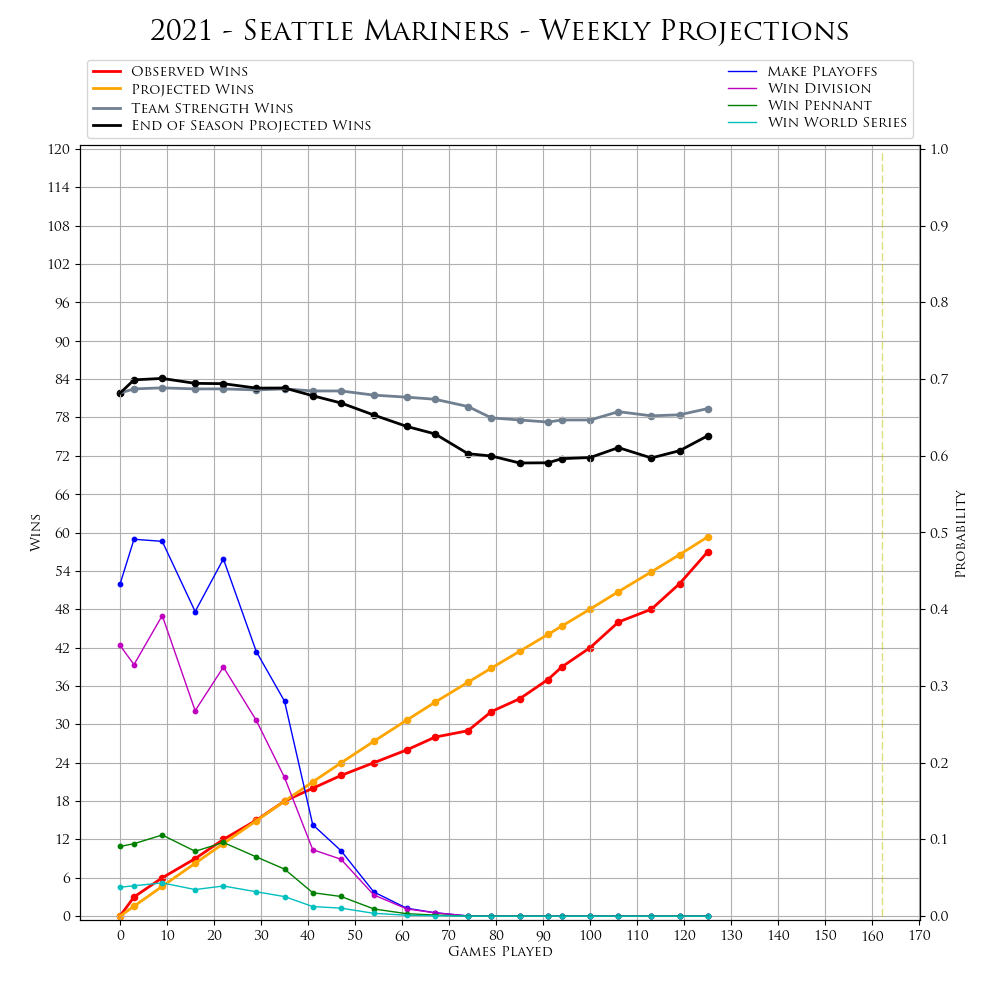 2021 - Seattle Mariners - Weekly Projections
Observed Wins
Projected Wins
Team Strength Wins
End of Season Projected Wins
Make Playoffs
Win Division
Win Pennant
Win World Series
120
114
108
102
96
90
84
78
72
66
60
54
48
42
36
30
24
18
12
6
0
Wins
1.0
0.9
0.8
0.7
0.6
0.5
0.4
0.3
0.2
0.1
0.0
Probability
0 10 20 30 40 50 60 70 80 90 100 110 120 130 140 150 160 170
Games Played